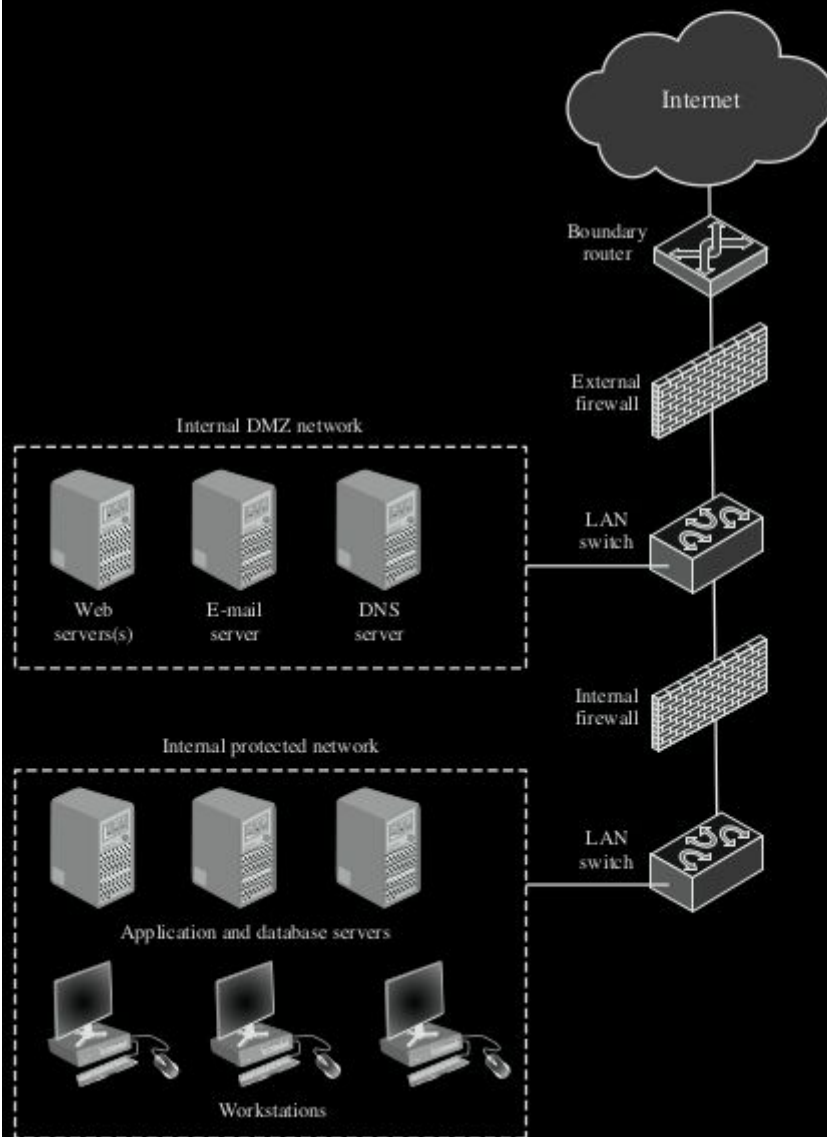 Internet
Boundary
router
External
firewall
Internal DMZ network
LAN
switch
Web
servers(s)
E-mail
server
DNS
server
Internal
firewall
Internal protected network
LAN
switch
Application and database servers
Workstations